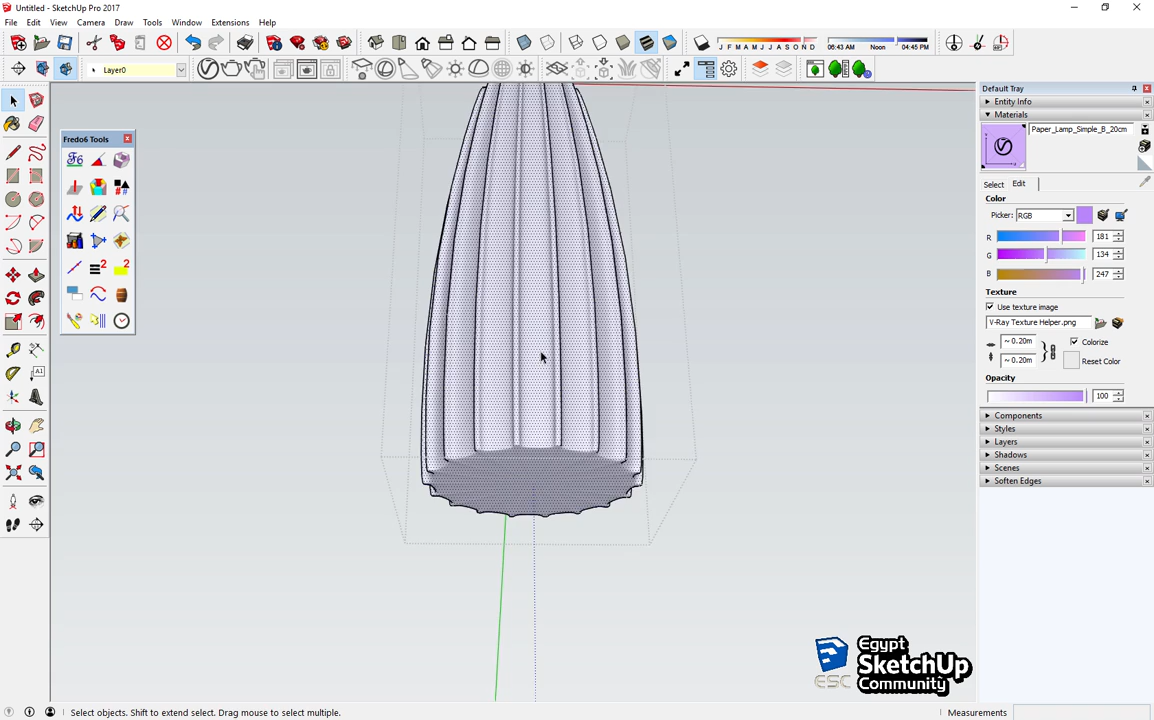 Untitled - SketchUp Pro 2017
File Edit View Camera Draw Tools Window Extensions Help
J F M A M J J A S O N D 06:43 AM Noon 04:45 PM
Layer0
Fredo6 Tools
Default Tray
Entity Info
Materials
Paper_Lamp_Simple_B_20cm
Select Edit
Color
Picker: RGB
R 181
G 134
B 247
Texture
Use texture image
V-Ray Texture Helper.png
~ 0.20m Colorize
~ 0.20m Reset Color
Opacity
100
Components
Styles
Layers
Shadows
Scenes
Soften Edges
Egypt
SketchUp
ESC Community
Select objects. Shift to extend select. Drag mouse to select multiple. Measurements